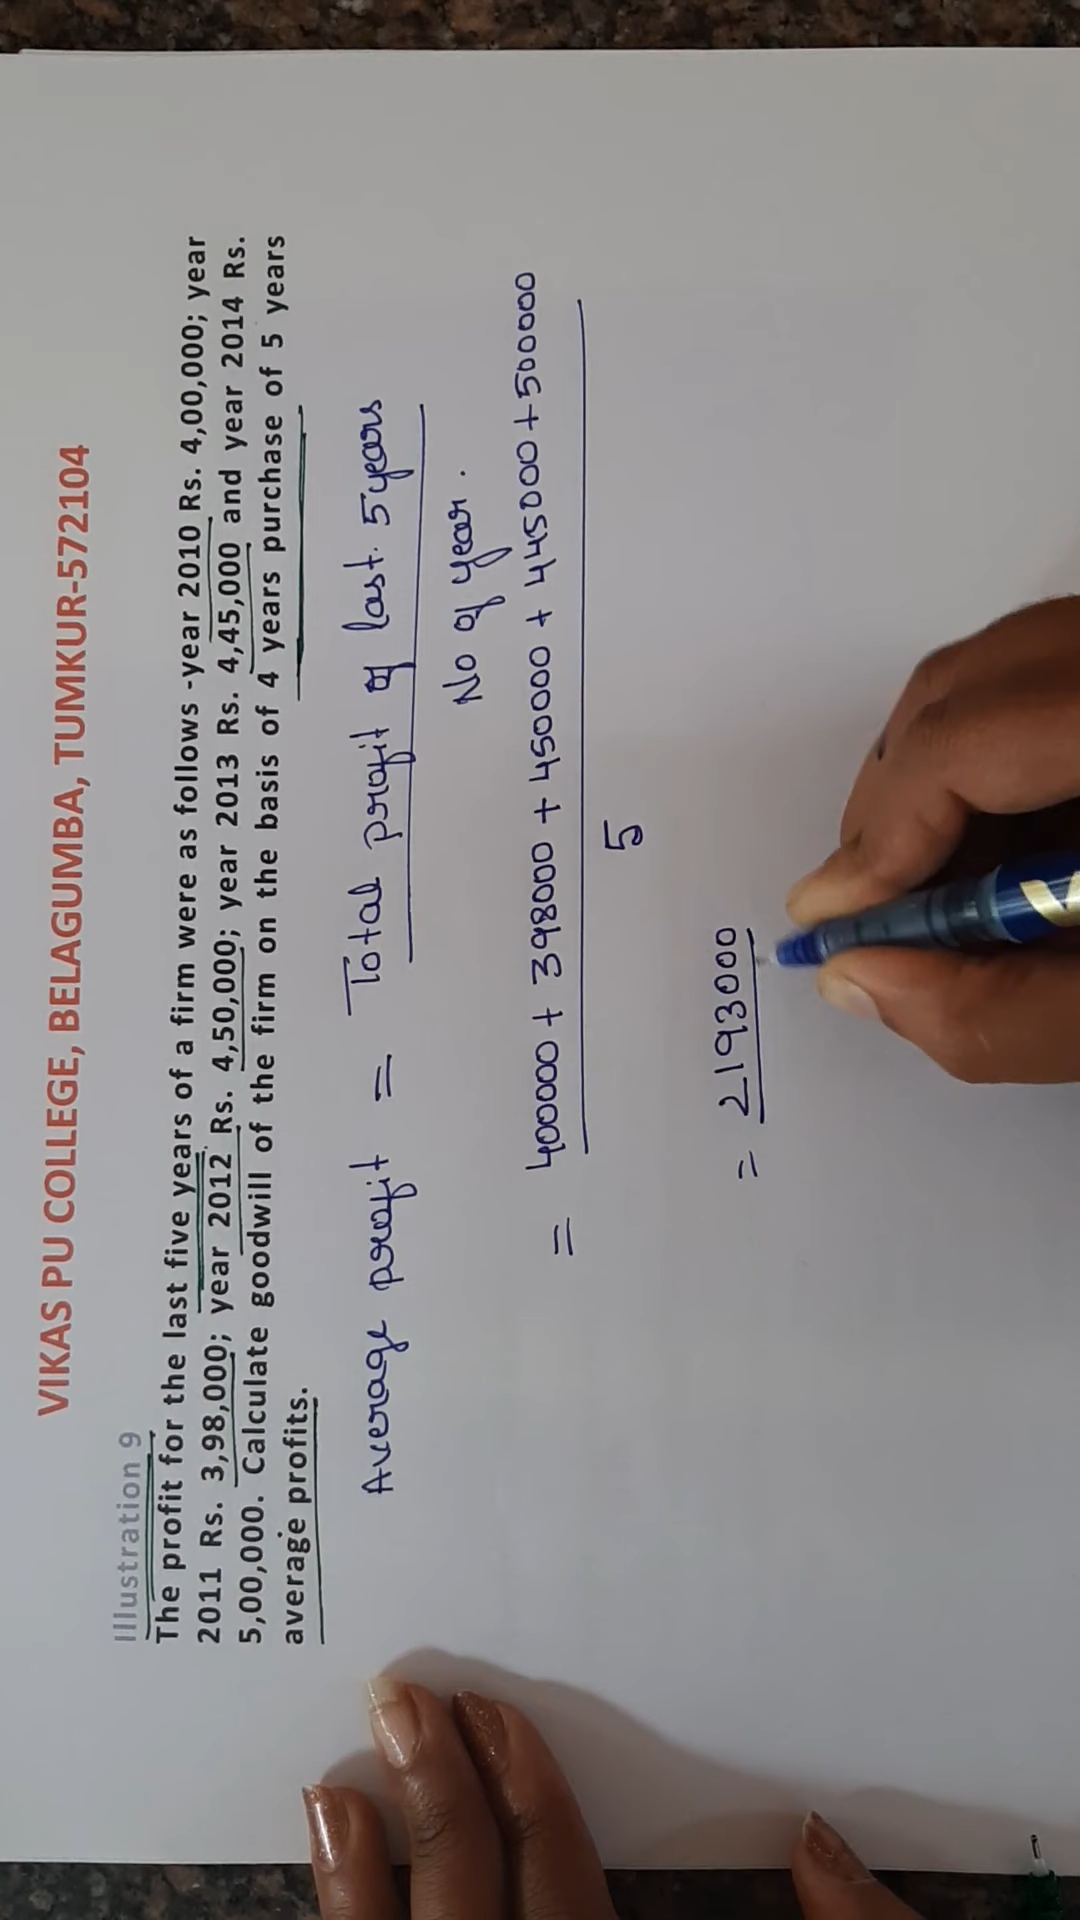 VIKAS PU COLLEGE, BELAGUMBA, TUMKUR-572104
Illustration 9
The profit for the last five years of a firm were as follows -year 2010 Rs. 4,00,000; year
2011 Rs. 3,98,000; year 2012 Rs. 4,50,000; year 2013 Rs. 4,45,000 and year 2014 Rs.
5,00,000. Calculate goodwill of the firm on the basis of 4 years purchase of 5 years
average profits.
Average profit = Total profit of last 5 years
No of year.
= 400000 + 398000 + 450000 + 445000 + 500000
5
= 2193000